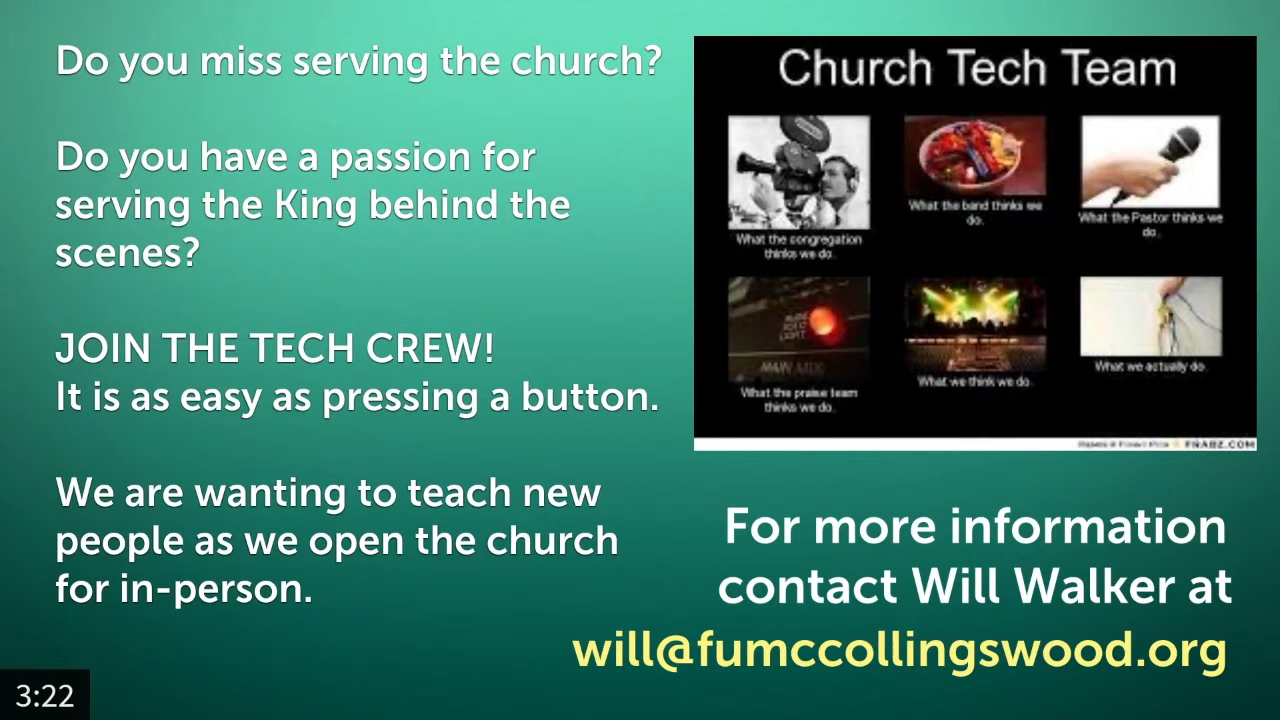 Do you miss serving the church?
Do you have a passion for
serving the King behind the
scenes?
JOIN THE TECH CREW!
It is as easy as pressing a button.
We are wanting to teach new
people as we open the church
for in-person.
Church Tech Team
What the congregation
thinks we do.
What the band thinks we
do.
What the Pastor thinks we
do.
What the praise team
thinks we do.
What we think we do.
What we actually do.
MAIN MIX
FRABZ.COM
For more information
contact Will Walker at
will@fumccollingswood.org
3:22